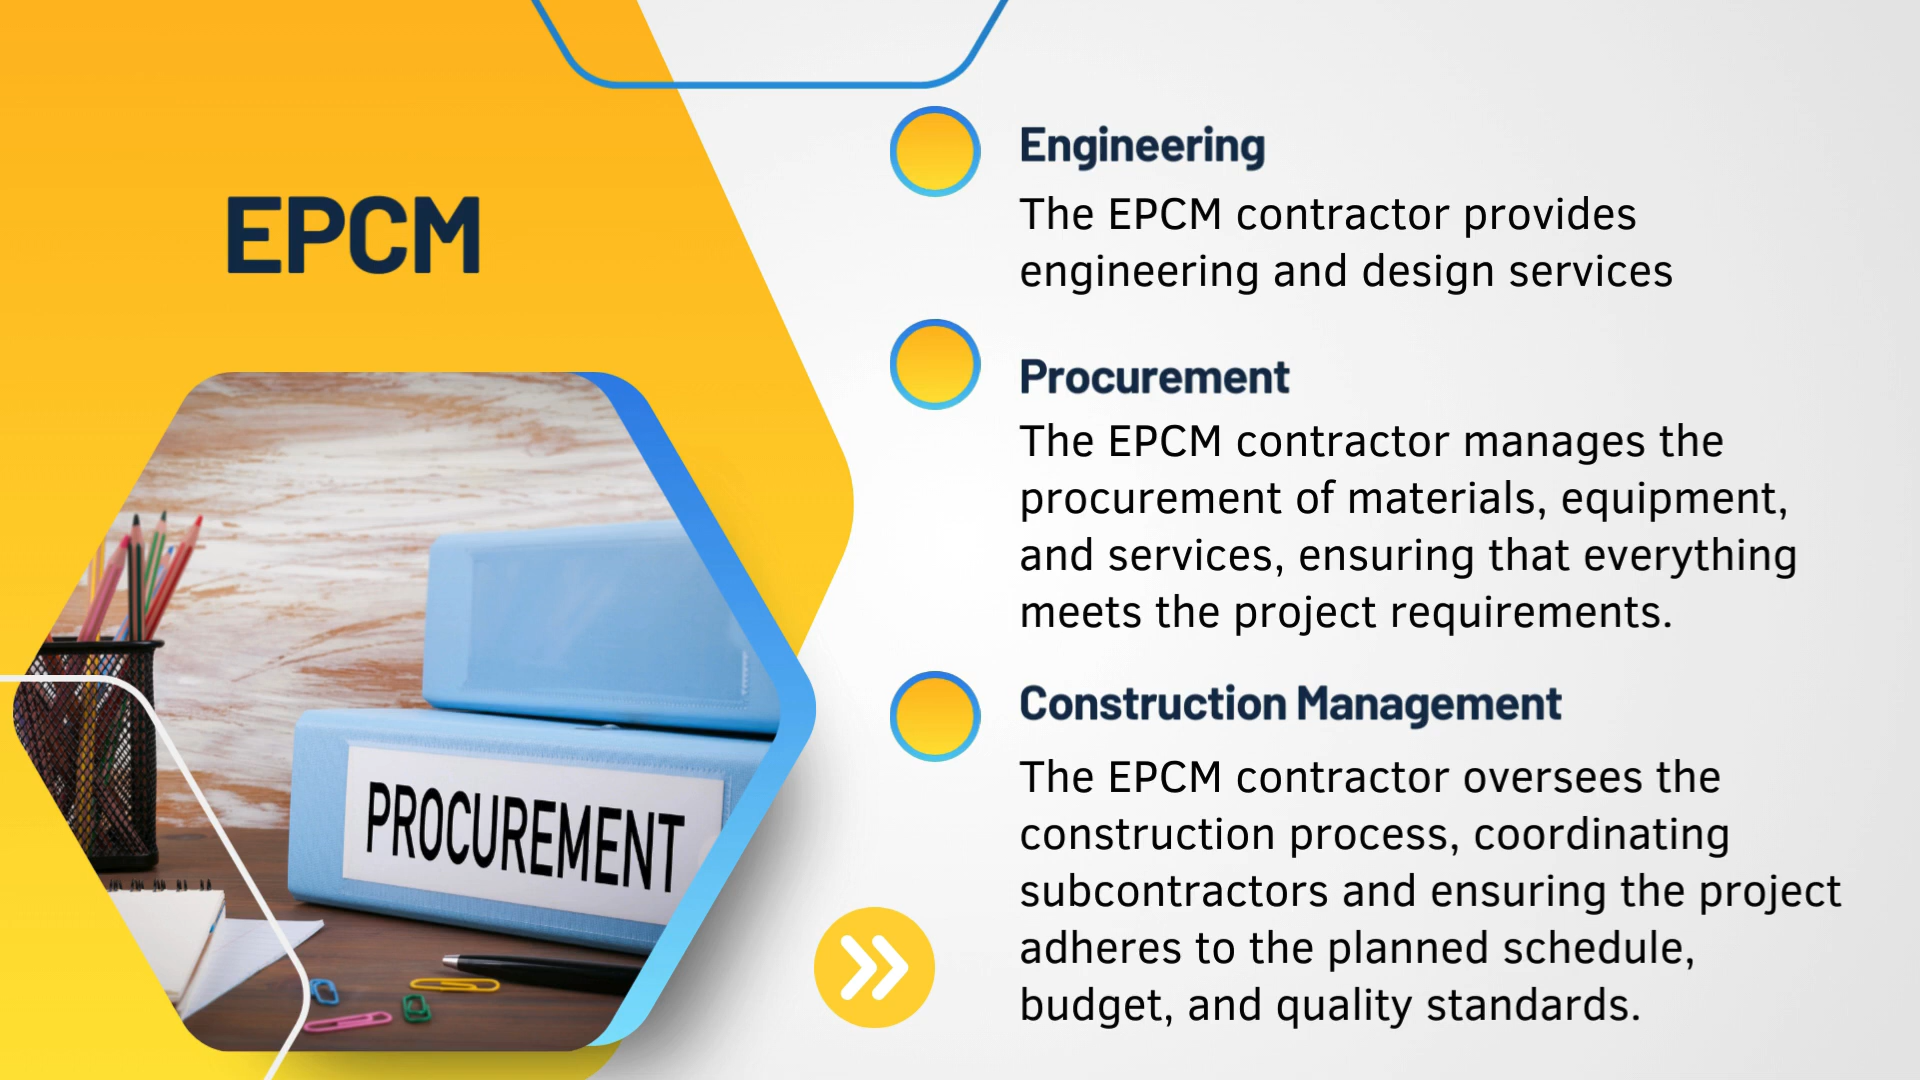 EPCM
PROCUREMENT
Engineering
The EPCM contractor provides
engineering and design services
Procurement
The EPCM contractor manages the
procurement of materials, equipment,
and services, ensuring that everything
meets the project requirements.
Construction Management
The EPCM contractor oversees the
construction process, coordinating
subcontractors and ensuring the project
adheres to the planned schedule,
budget, and quality standards.